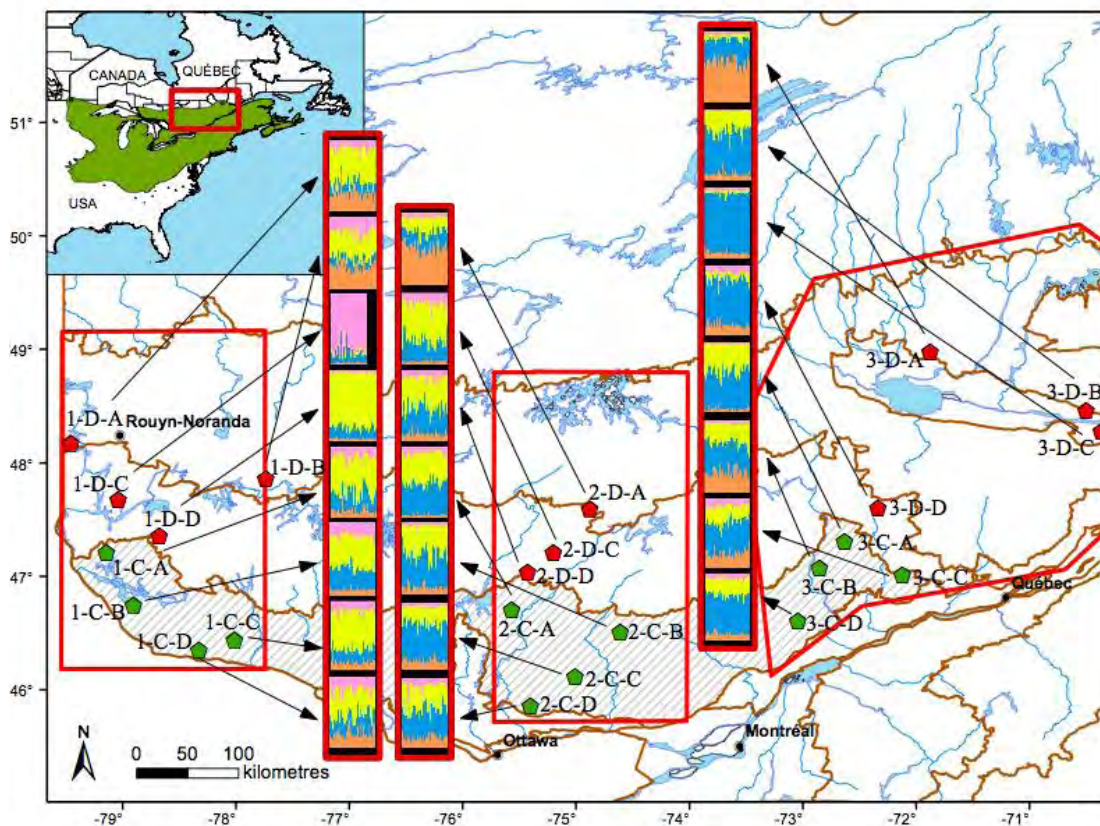 CANADA
QUÉBEC
USA
51°
50°
49°
48°
47°
46°
1-D-A
Rouyn-Noranda
1-D-C
1-D-B
1-D-D
1-C-A
1-C-B
1-C-C
1-C-D
2-D-A
2-D-C
2-D-D
2-C-A
2-C-B
2-C-C
2-C-D
3-D-A
3-D-B
3-D-C
3-D-D
3-C-A
3-C-B
3-C-C
3-C-D
Québec
Montréal
Ottawa
N
0 50 100
kilometres
-79° -78° -77° -76° -75° -74° -73° -72° -71°